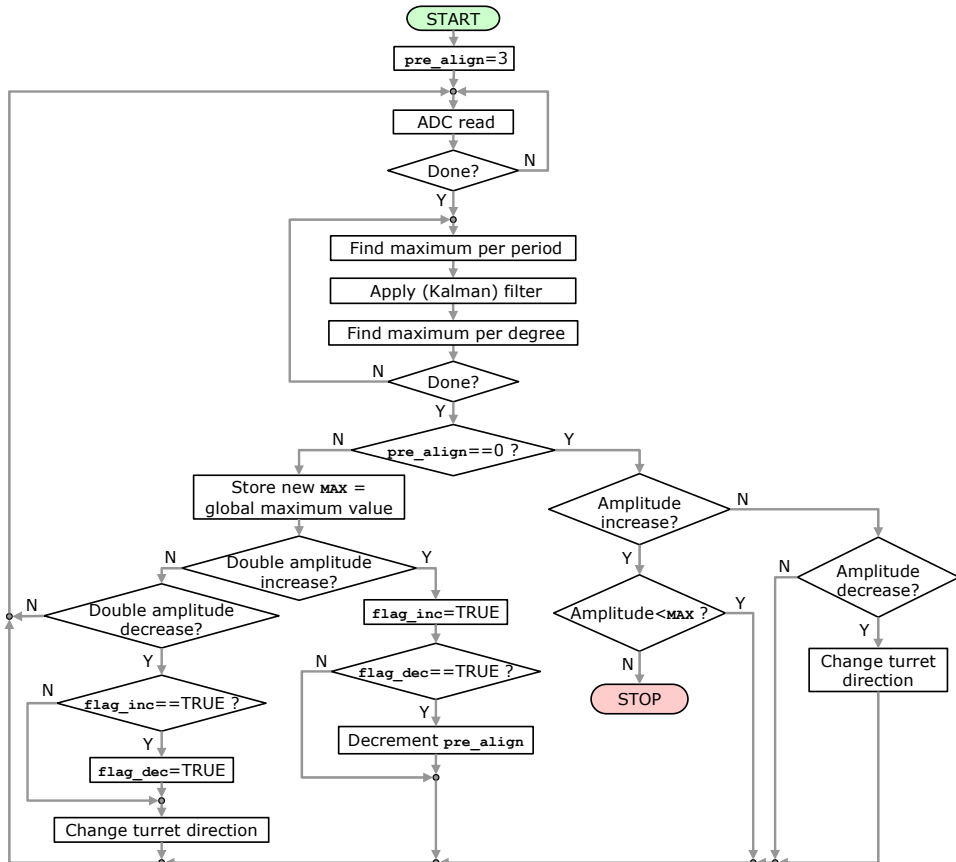 START
pre_align=3
ADC read
Done?
N
Y
Find maximum per period
Apply (Kalman) filter
Find maximum per degree
N
Done?
Y
N
pre_align==0 ?
Y
Store new MAX =
global maximum value
Amplitude
increase?
N
Y
N
Double amplitude
increase?
Y
N
Amplitude
decrease?
Y
N
Double amplitude
decrease?
Y
flag_inc=TRUE
Amplitude<MAX ?
Y
N
N
flag_dec==TRUE ?
Y
Change turret
direction
STOP
N
flag_inc==TRUE ?
Y
Decrement pre_align
flag_dec=TRUE
Change turret direction